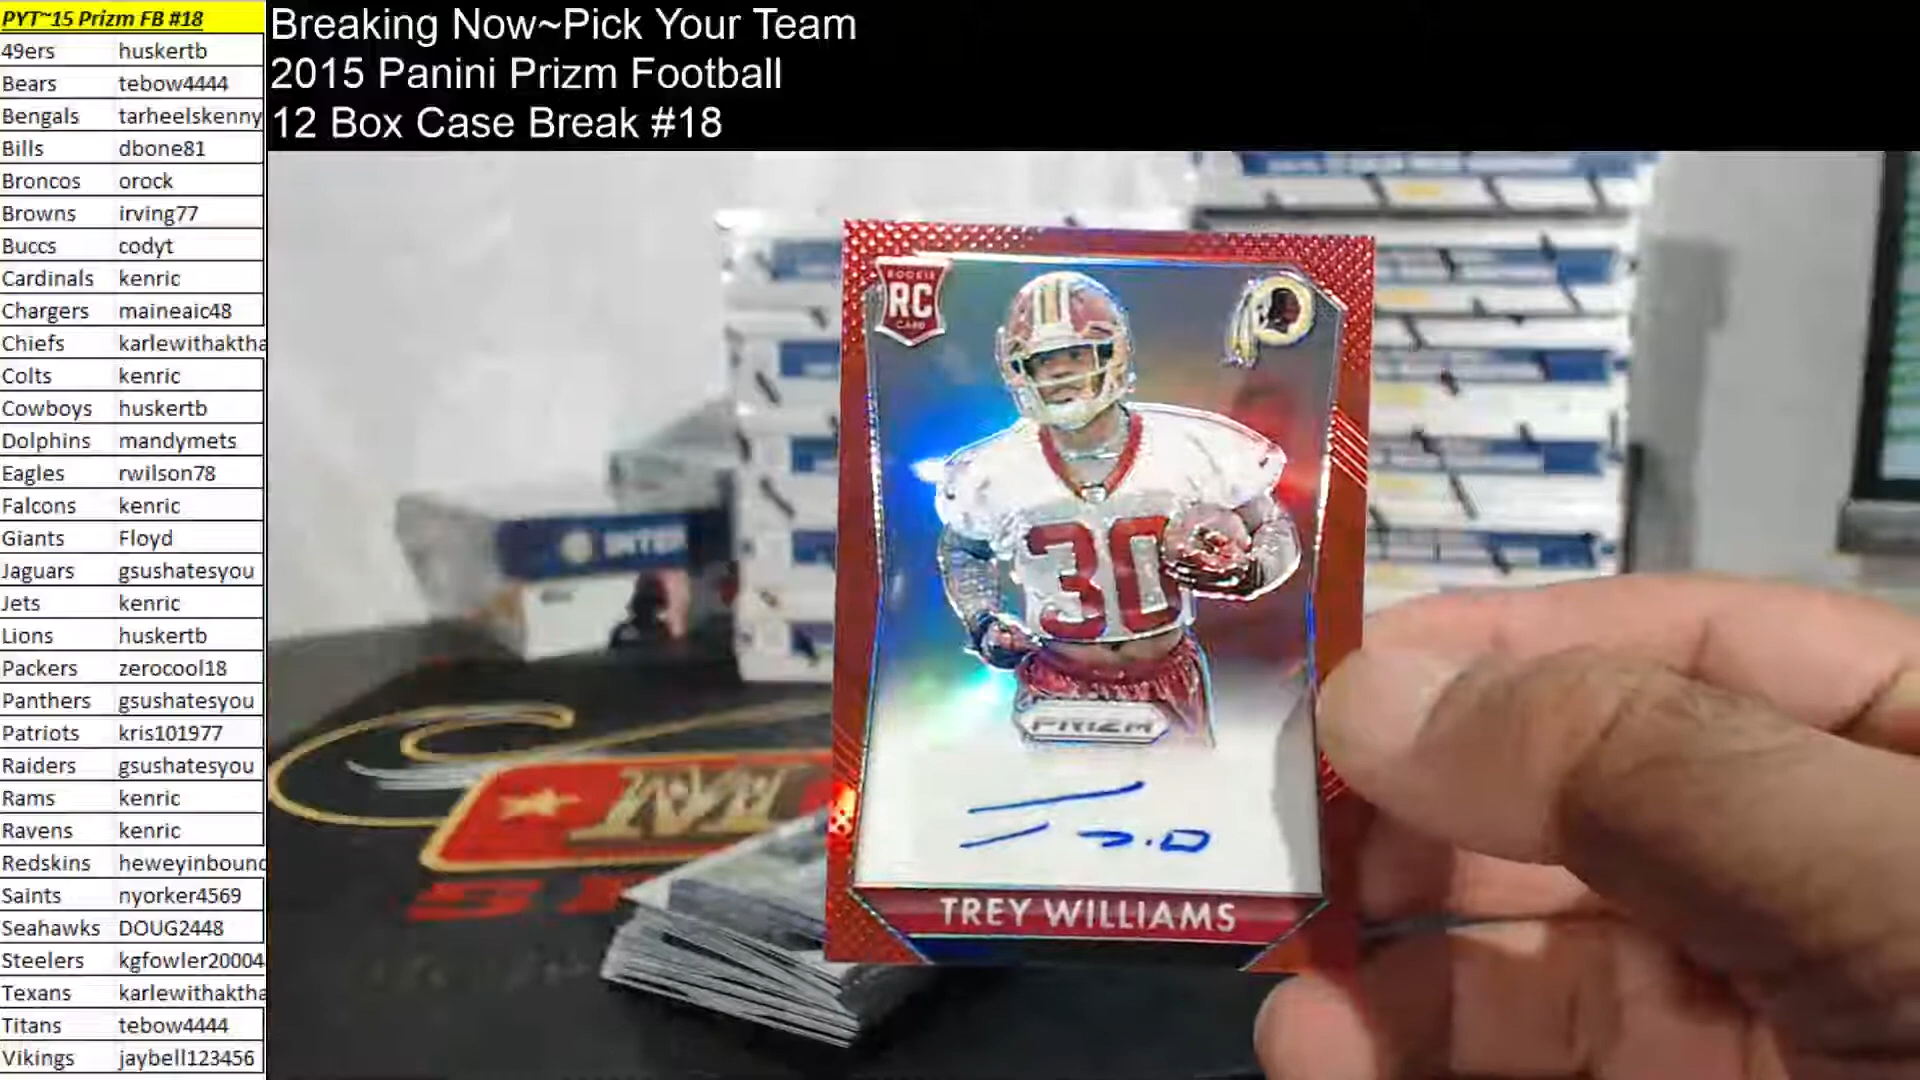 PYT~15 Prizm FB #18
49ers huskertb
Bears tebow4444
Bengals tarheelskenny
Bills dbone81
Broncos orock
Browns irving77
Buccs codyt
Cardinals kenric
Chargers maineaic48
Chiefs karlewithaktha
Colts kenric
Cowboys huskertb
Dolphins mandymets
Eagles rwilson78
Falcons kenric
Giants Floyd
Jaguars gsushatesyou
Jets kenric
Lions huskertb
Packers zerocool18
Panthers gsushatesyou
Patriots kris101977
Raiders gsushatesyou
Rams kenric
Ravens kenric
Redskins heweyinbound
Saints nyorker4569
Seahawks DOUG2448
Steelers kgfowler20004
Texans karlewithaktha
Titans tebow4444
Vikings jaybell123456
Breaking Now~Pick Your Team
2015 Panini Prizm Football
12 Box Case Break #18
ROOKIE
RC
CARD
30
PRIZM
TREY WILLIAMS
INTER